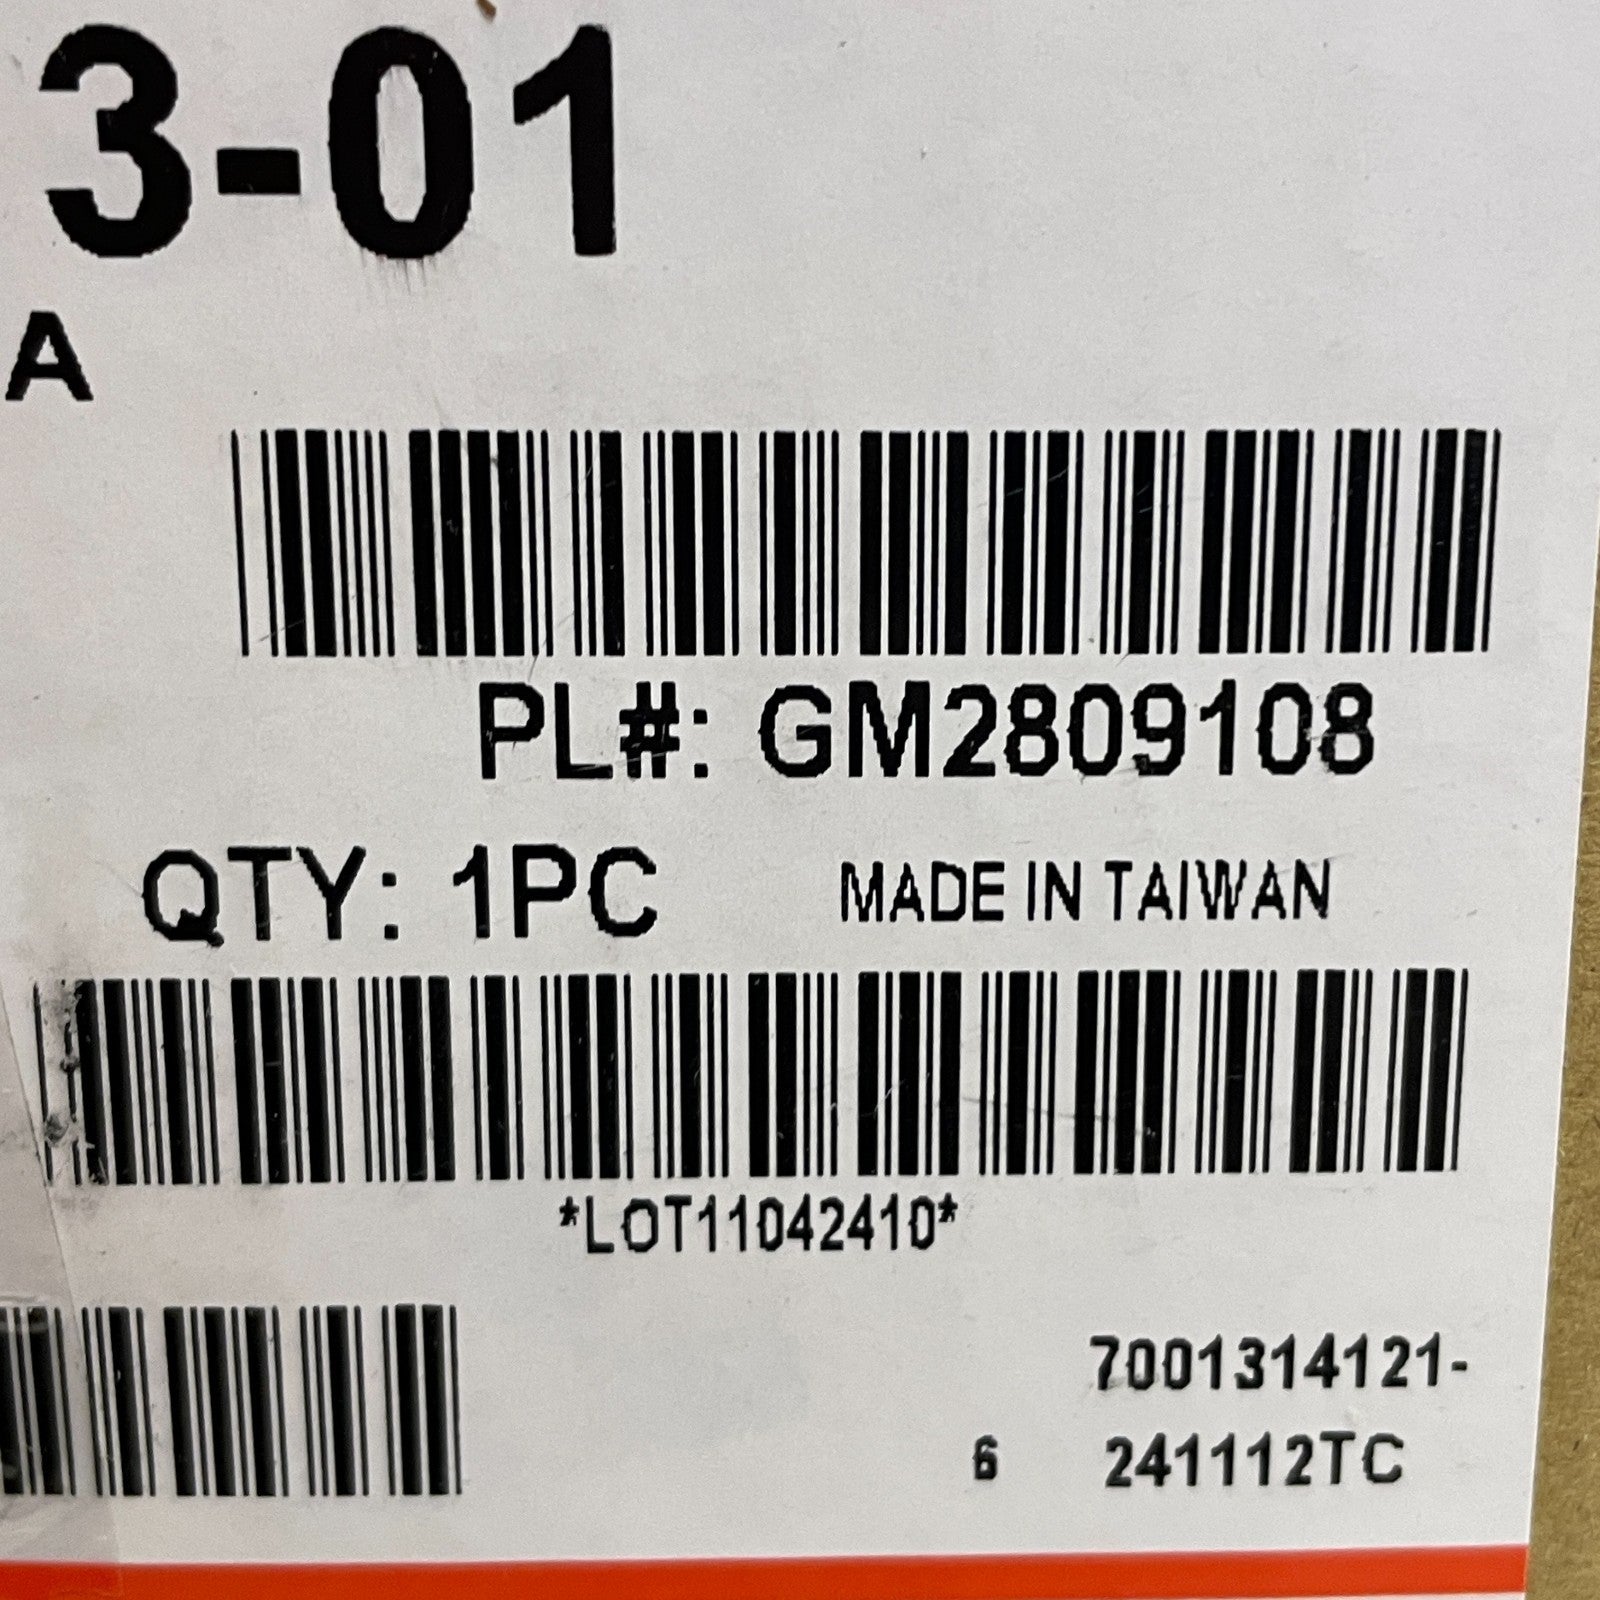 3-01
A
PL#: GM2809108
QTY: 1PC MADE IN TAIWAN
*LOT11042410*
7001314121-
6 241112TC